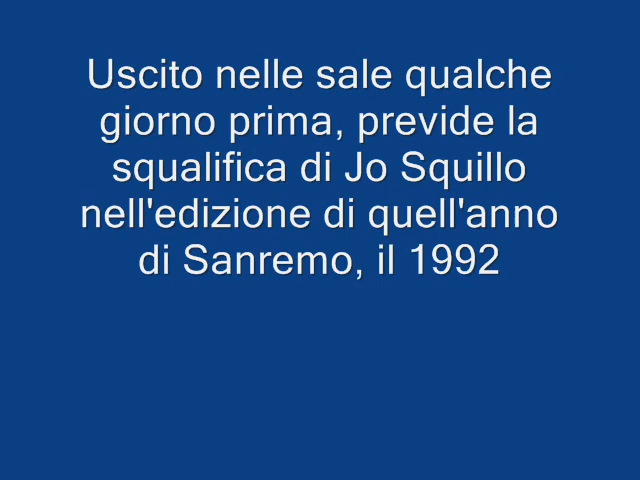 Uscito nelle sale qualche
giorno prima, previde la
squalifica di Jo Squillo
nell'edizione di quell'anno
di Sanremo, il 1992